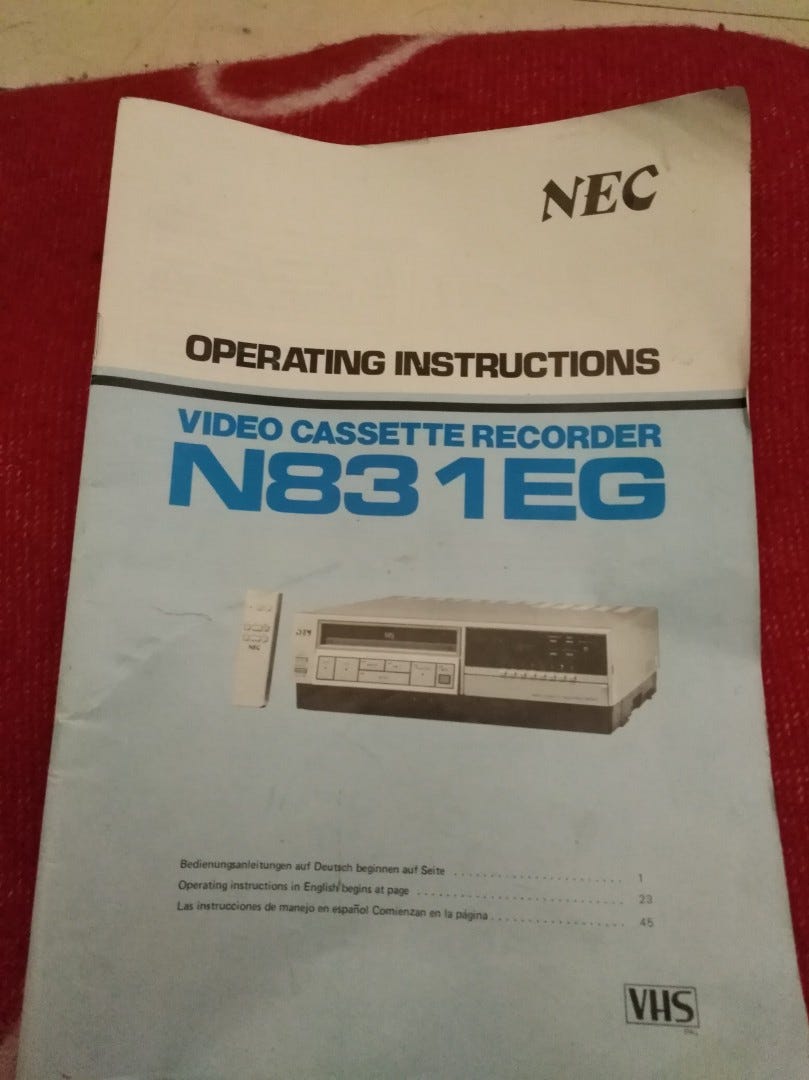 NEC
OPERATING INSTRUCTIONS
VIDEO CASSETTE RECORDER
N831EG
NEC
Bedienungsanleitungen auf Deutsch beginnen auf Seite . . . . . . . . . . . . . . . . . . . . . . 1
Operating instructions in English begins at page . . . . . . . . . . . . . . . . . . . . . . . . . . 23
Las instrucciones de manejo en español Comienzan en la página . . . . . . . . . . . . . . . . . 45
VHS